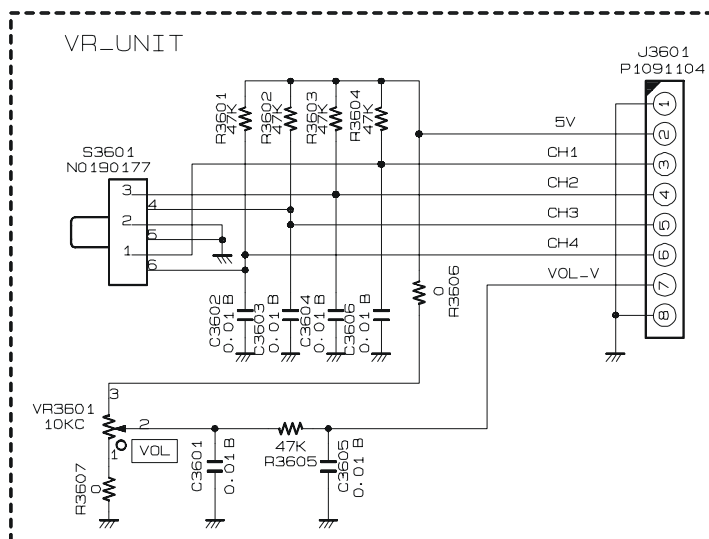 VR_UNIT
J3601
P1091104
R3601
47K
R3602
47K
R3603
47K
R3604
47K
S3601
N0190177
3
4
2
5
1
6
5V
CH1
CH2
CH3
CH4
VOL_V
1
2
3
4
5
6
7
8
0
R3606
C3602
0.01 B
C3603
0.01 B
C3604
0.01 B
C3606
0.01 B
3
VR3601
10KC
2
1
VOL
47K
R3605
C3601
0.01 B
C3605
0.01 B
R3607
0